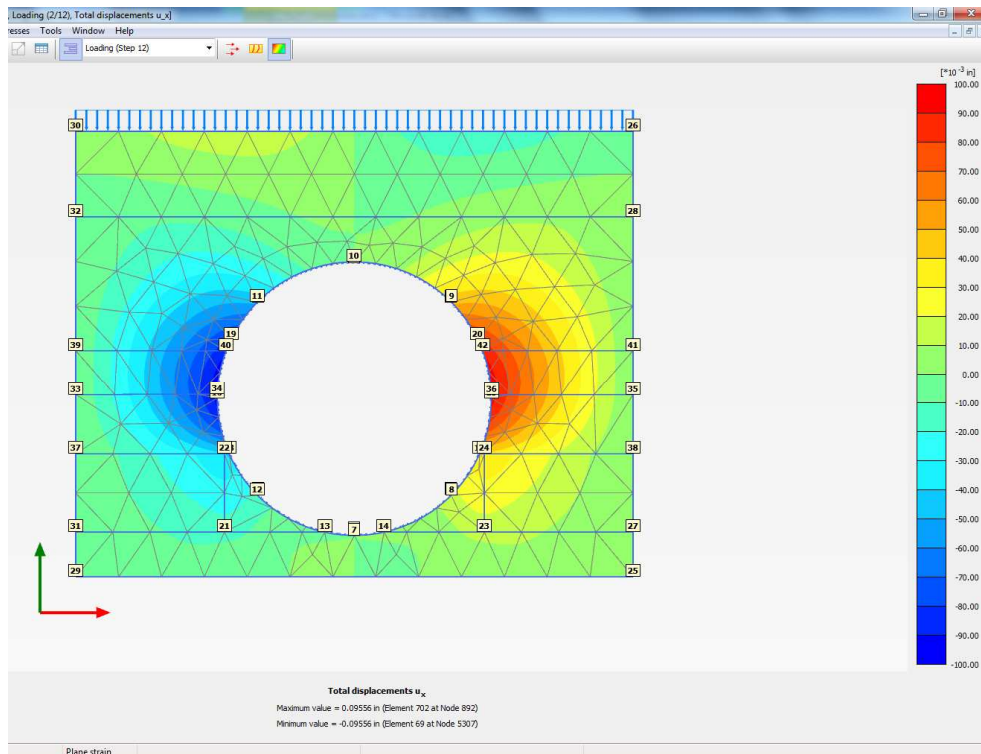 , Loading (2/12), Total displacements u_x]
resses Tools Window Help
Loading (Step 12)
[*10⁻³ in]
100.00
90.00
80.00
70.00
60.00
50.00
40.00
30.00
20.00
10.00
0.00
-10.00
-20.00
-30.00
-40.00
-50.00
-60.00
-70.00
-80.00
-90.00
-100.00
30 26
32 28
10
11 9
19 20
39 40 42 41
33 34 36 35
37 22 24 38
12 8
31 21 13 7 14 23 27
29 25
Total displacements uₓ
Maximum value = 0.09556 in (Element 702 at Node 892)
Minimum value = -0.09556 in (Element 69 at Node 5307)
Plane strain